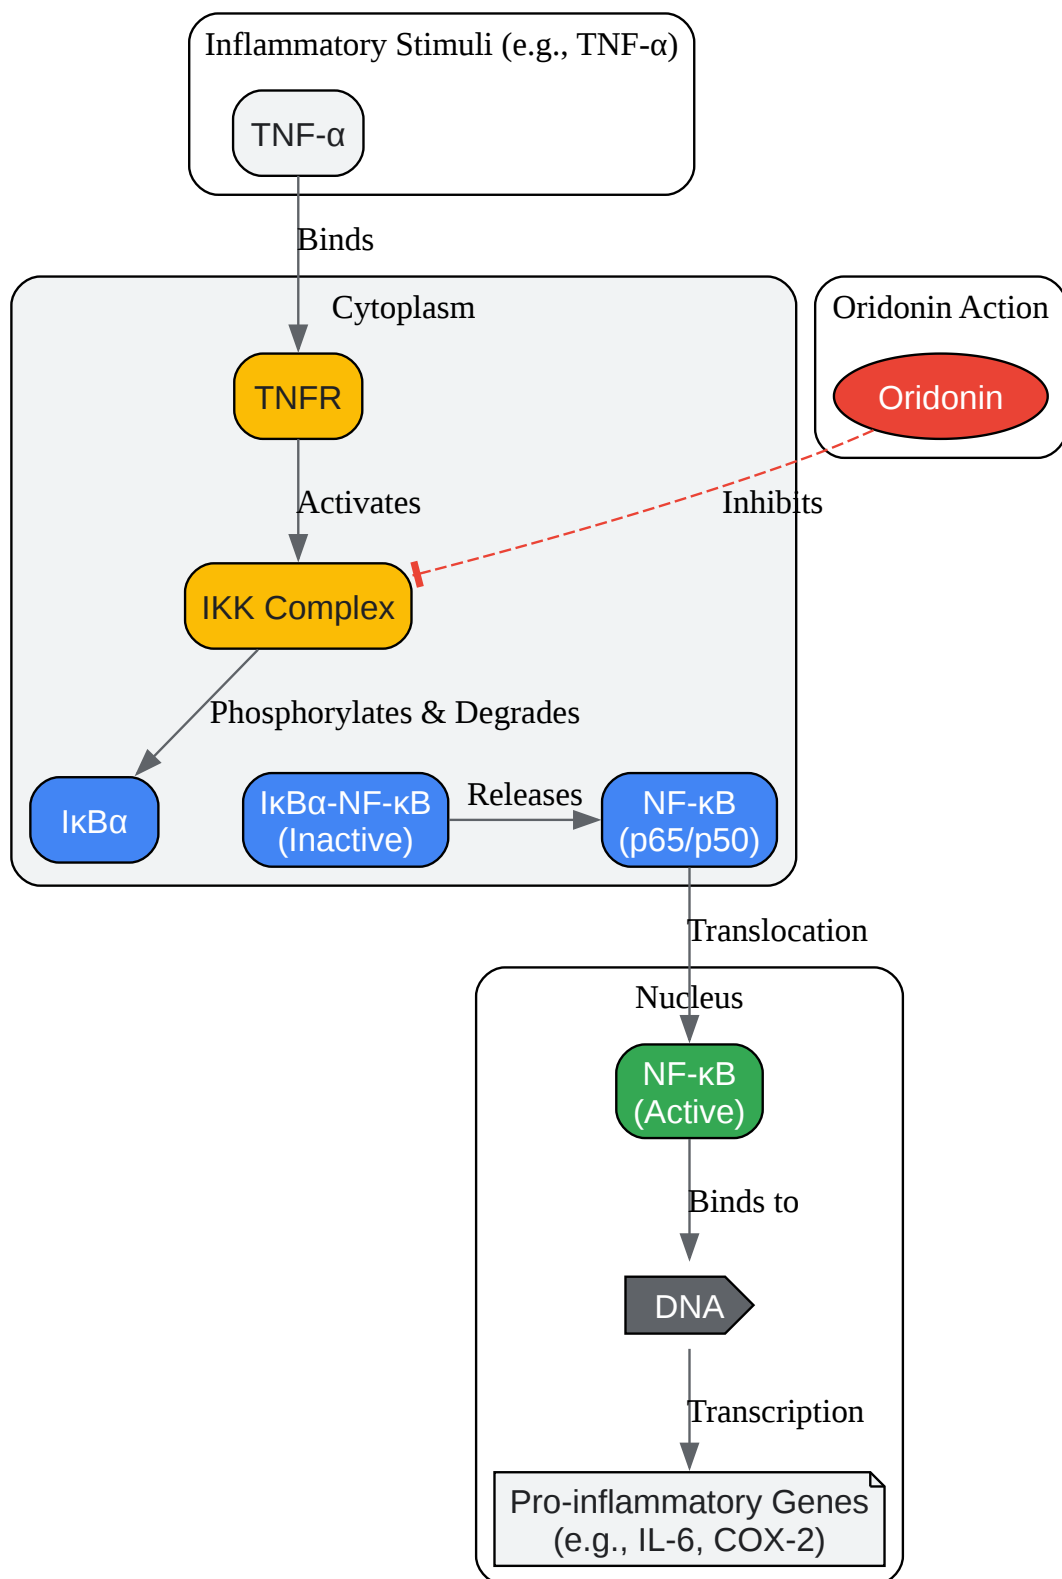 Inflammatory Stimuli (e.g., TNF-α)
TNF-α
Binds
Cytoplasm
Oridonin Action
TNFR
Oridonin
Activates
Inhibits
IKK Complex
Phosphorylates & Degrades
IκBα
IκBα-NF-κB
(Inactive)
Releases
NF-κB
(p65/p50)
Translocation
Nucleus
NF-κB
(Active)
Binds to
DNA
Transcription
Pro-inflammatory Genes
(e.g., IL-6, COX-2)